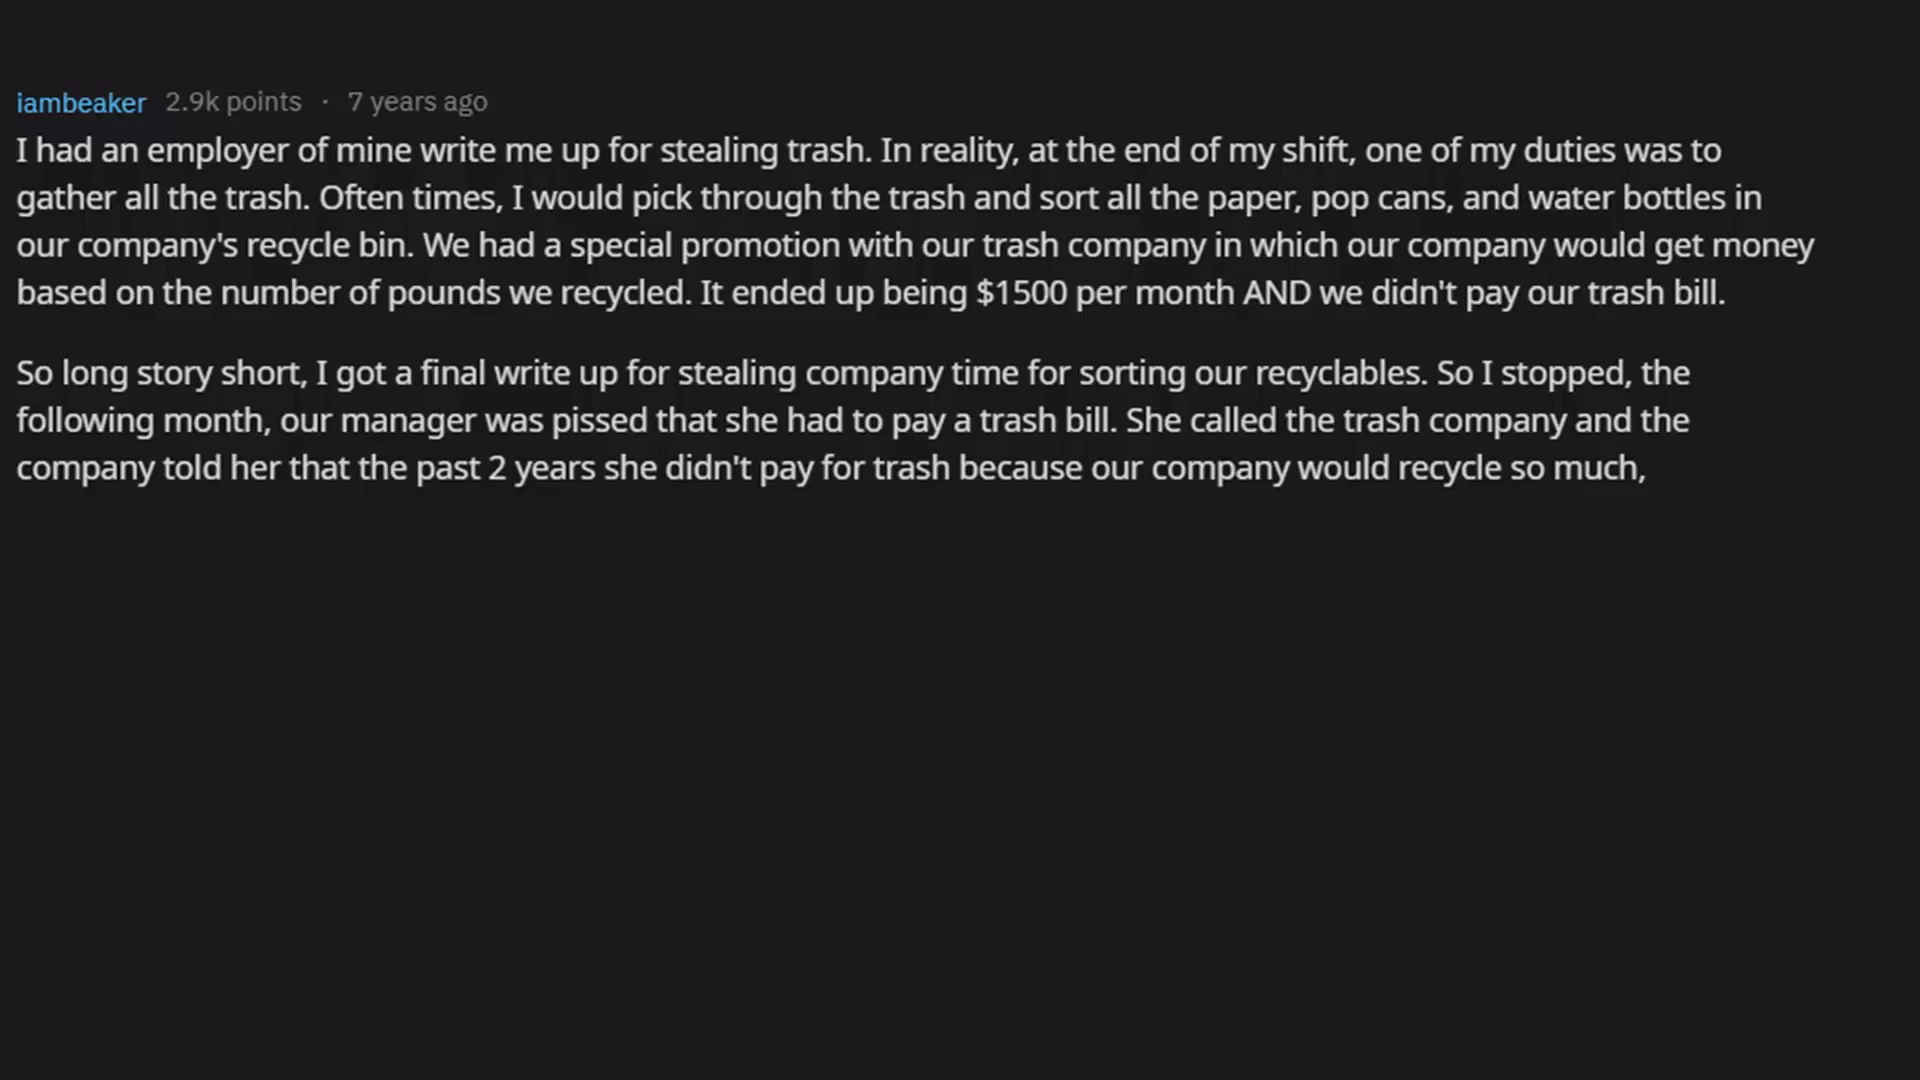 iambeaker 2.9k points · 7 years ago
I had an employer of mine write me up for stealing trash. In reality, at the end of my shift, one of my duties was to
gather all the trash. Often times, I would pick through the trash and sort all the paper, pop cans, and water bottles in
our company's recycle bin. We had a special promotion with our trash company in which our company would get money
based on the number of pounds we recycled. It ended up being $1500 per month AND we didn't pay our trash bill.
So long story short, I got a final write up for stealing company time for sorting our recyclables. So I stopped, the
following month, our manager was pissed that she had to pay a trash bill. She called the trash company and the
company told her that the past 2 years she didn't pay for trash because our company would recycle so much,